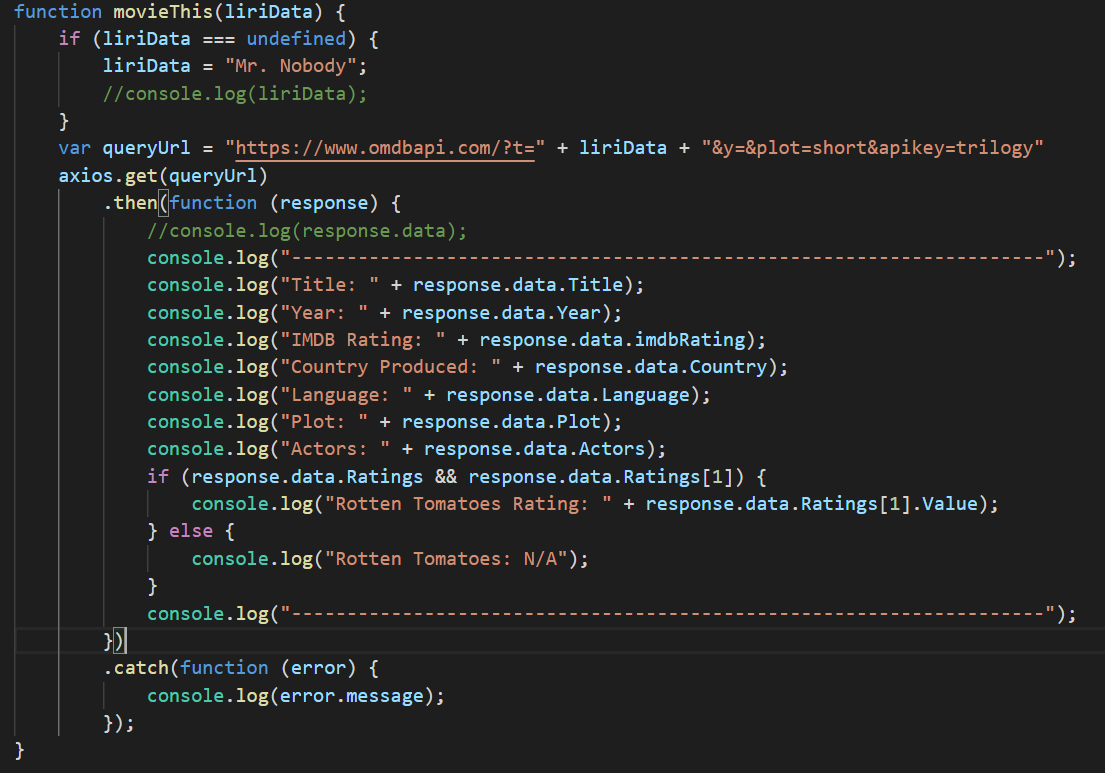 function movieThis(liriData) {
    if (liriData === undefined) {
        liriData = "Mr. Nobody";
        //console.log(liriData);
    }
    var queryUrl = "https://www.omdbapi.com/?t=" + liriData + "&y=&plot=short&apikey=trilogy"
    axios.get(queryUrl)
        .then(function (response) {
            //console.log(response.data);
            console.log("--------------------------------------------------------------------");
            console.log("Title: " + response.data.Title);
            console.log("Year: " + response.data.Year);
            console.log("IMDB Rating: " + response.data.imdbRating);
            console.log("Country Produced: " + response.data.Country);
            console.log("Language: " + response.data.Language);
            console.log("Plot: " + response.data.Plot);
            console.log("Actors: " + response.data.Actors);
            if (response.data.Ratings && response.data.Ratings[1]) {
                console.log("Rotten Tomatoes Rating: " + response.data.Ratings[1].Value);
            } else {
                console.log("Rotten Tomatoes: N/A");
            }
            console.log("--------------------------------------------------------------------");
        })
        .catch(function (error) {
            console.log(error.message);
        });
}